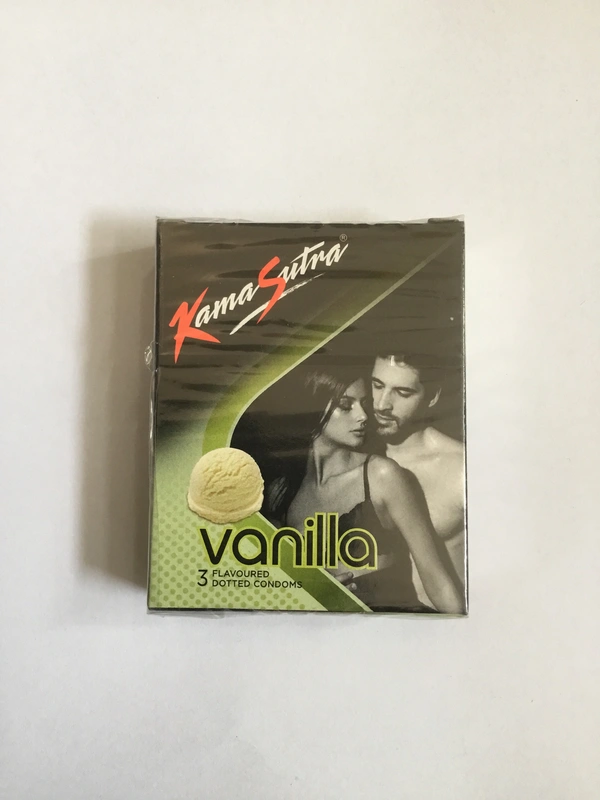 KamaSutra®
vanilla
3 FLAVOURED
DOTTED CONDOMS